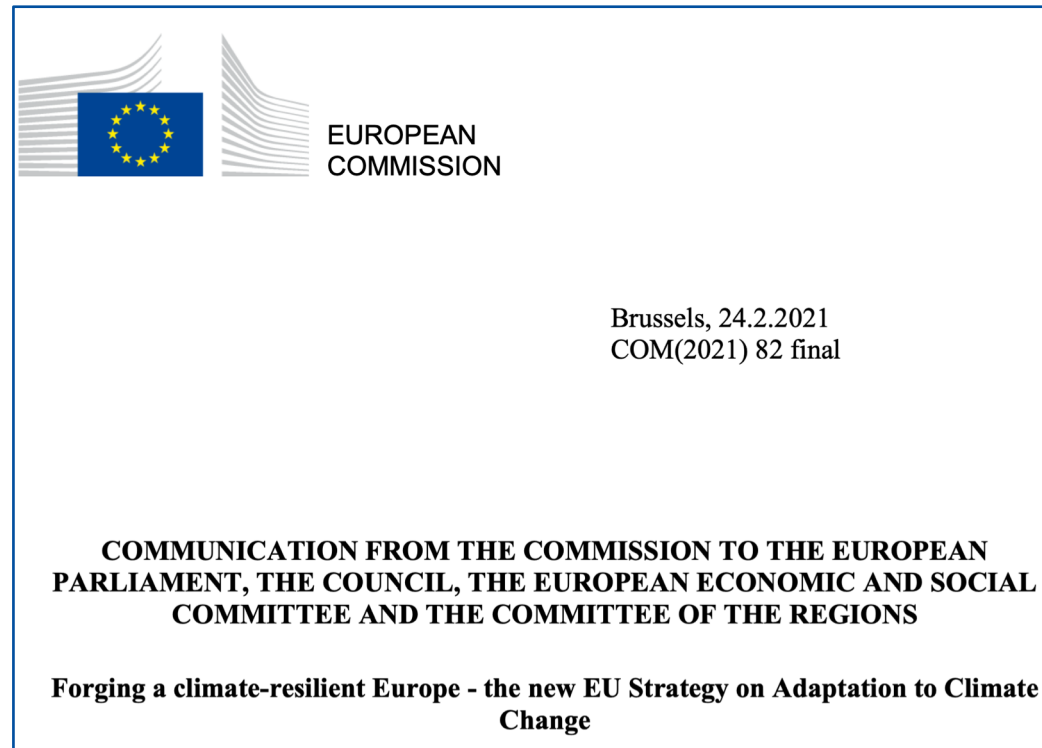 EUROPEAN
COMMISSION
Brussels, 24.2.2021
COM(2021) 82 final
COMMUNICATION FROM THE COMMISSION TO THE EUROPEAN
PARLIAMENT, THE COUNCIL, THE EUROPEAN ECONOMIC AND SOCIAL
COMMITTEE AND THE COMMITTEE OF THE REGIONS
Forging a climate-resilient Europe - the new EU Strategy on Adaptation to Climate
Change